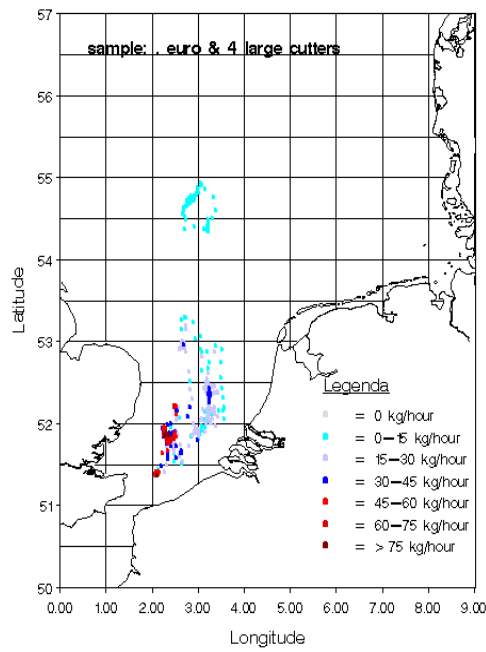 57
sample: . euro & 4 large cutters
56
55
54
53
52
51
50
Latitude
Legenda
= 0 kg/hour
= 0–15 kg/hour
= 15–30 kg/hour
= 30–45 kg/hour
= 45–60 kg/hour
= 60–75 kg/hour
= > 75 kg/hour
0.00 1.00 2.00 3.00 4.00 5.00 6.00 7.00 8.00 9.00
Longitude